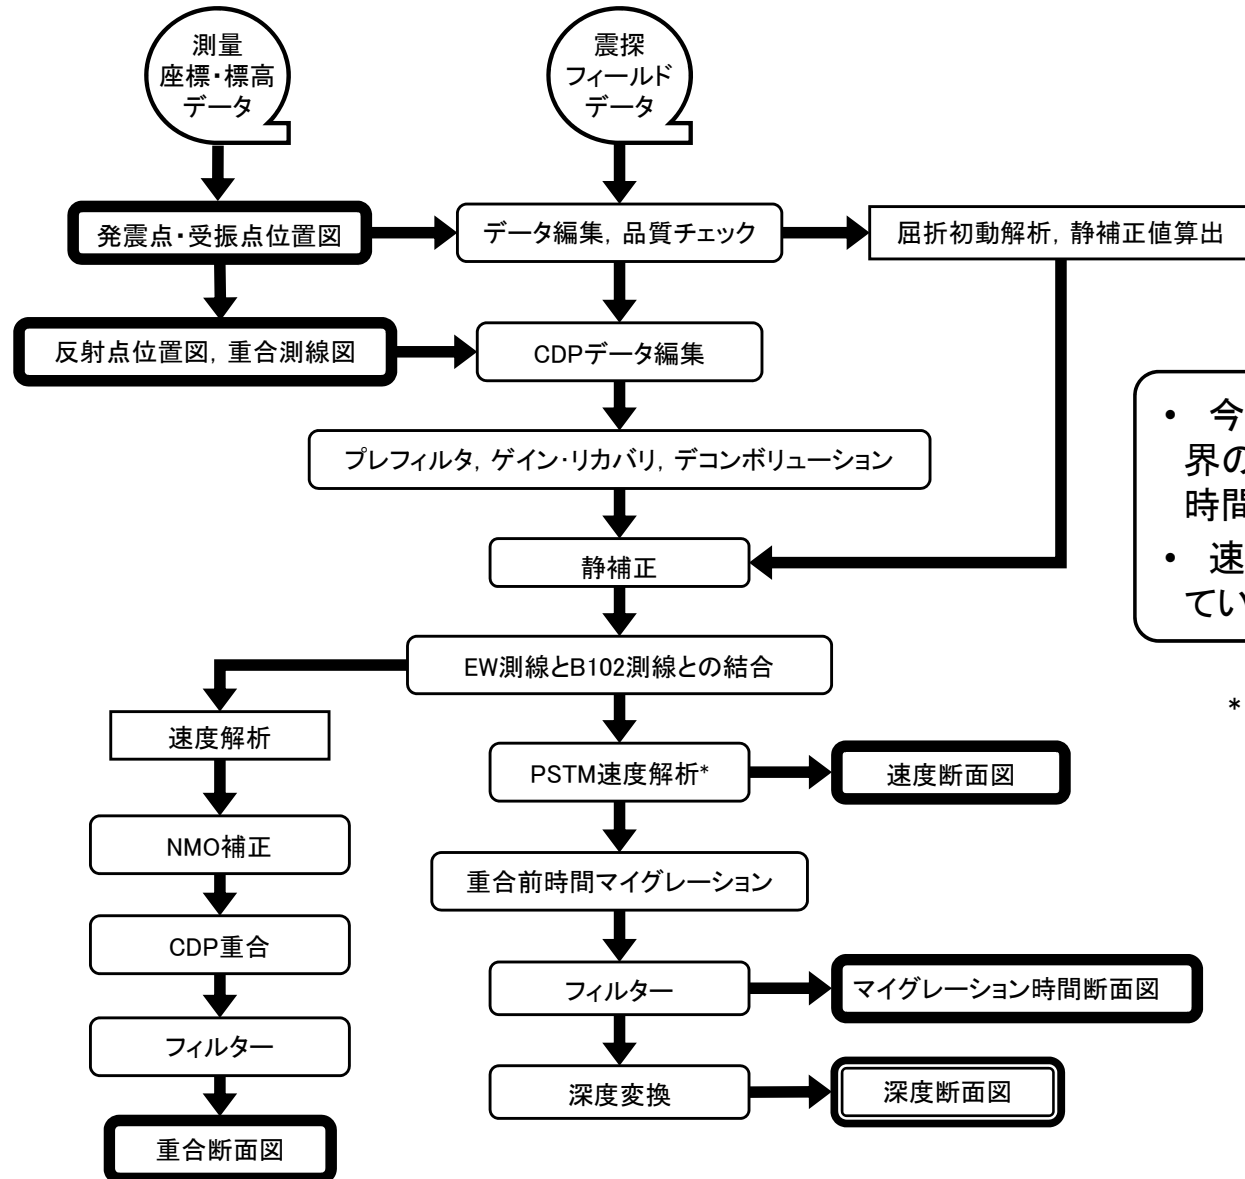 測量
座標・標高
データ
震探
フィールド
データ
発震点・受振点位置図
データ編集, 品質チェック
屈折初動解析, 静補正値算出
反射点位置図, 重合測線図
CDPデータ編集
プレフィルタ, ゲイン・リカバリ, デコンボリューション
静補正
• 今
界の
時間
• 速
てい
*
EW測線とB102測線との結合
速度解析
PSTM速度解析*
速度断面図
NMO補正
重合前時間マイグレーション
CDP重合
フィルター
マイグレーション時間断面図
フィルター
深度変換
深度断面図
重合断面図